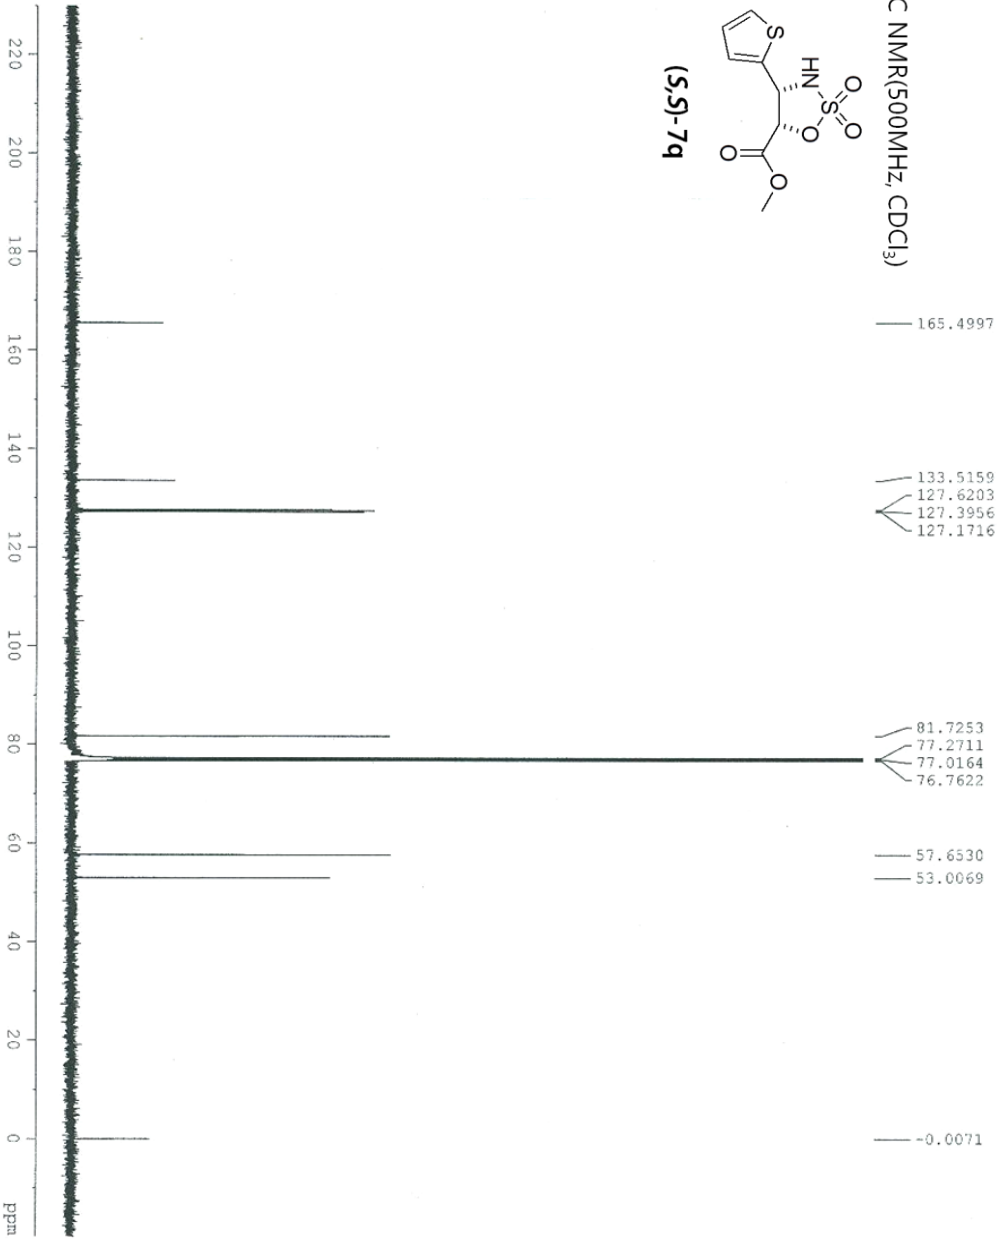 C NMR(500MHz, CDCl₃)
S
HN
O
S
O
O
O
O
(S,S)-7q
165.4997
133.5159
127.6203
127.3956
127.1716
81.7253
77.2711
77.0164
76.7622
57.6530
53.0069
-0.0071
220
200
180
160
140
120
100
80
60
40
20
0
ppm